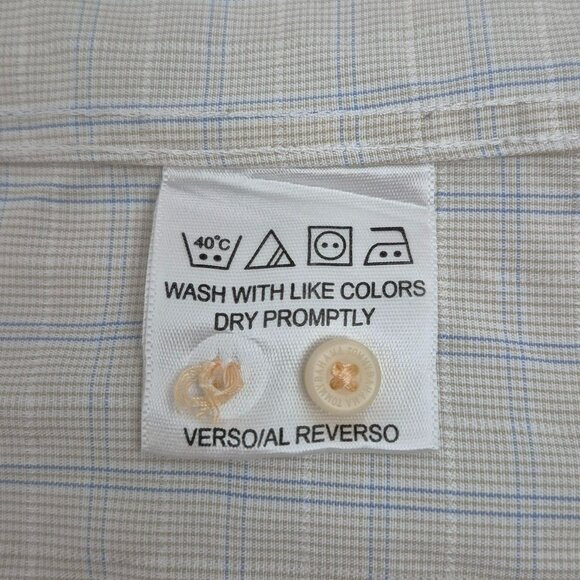 40°C
WASH WITH LIKE COLORS
DRY PROMPTLY
VERSO/AL REVERSO